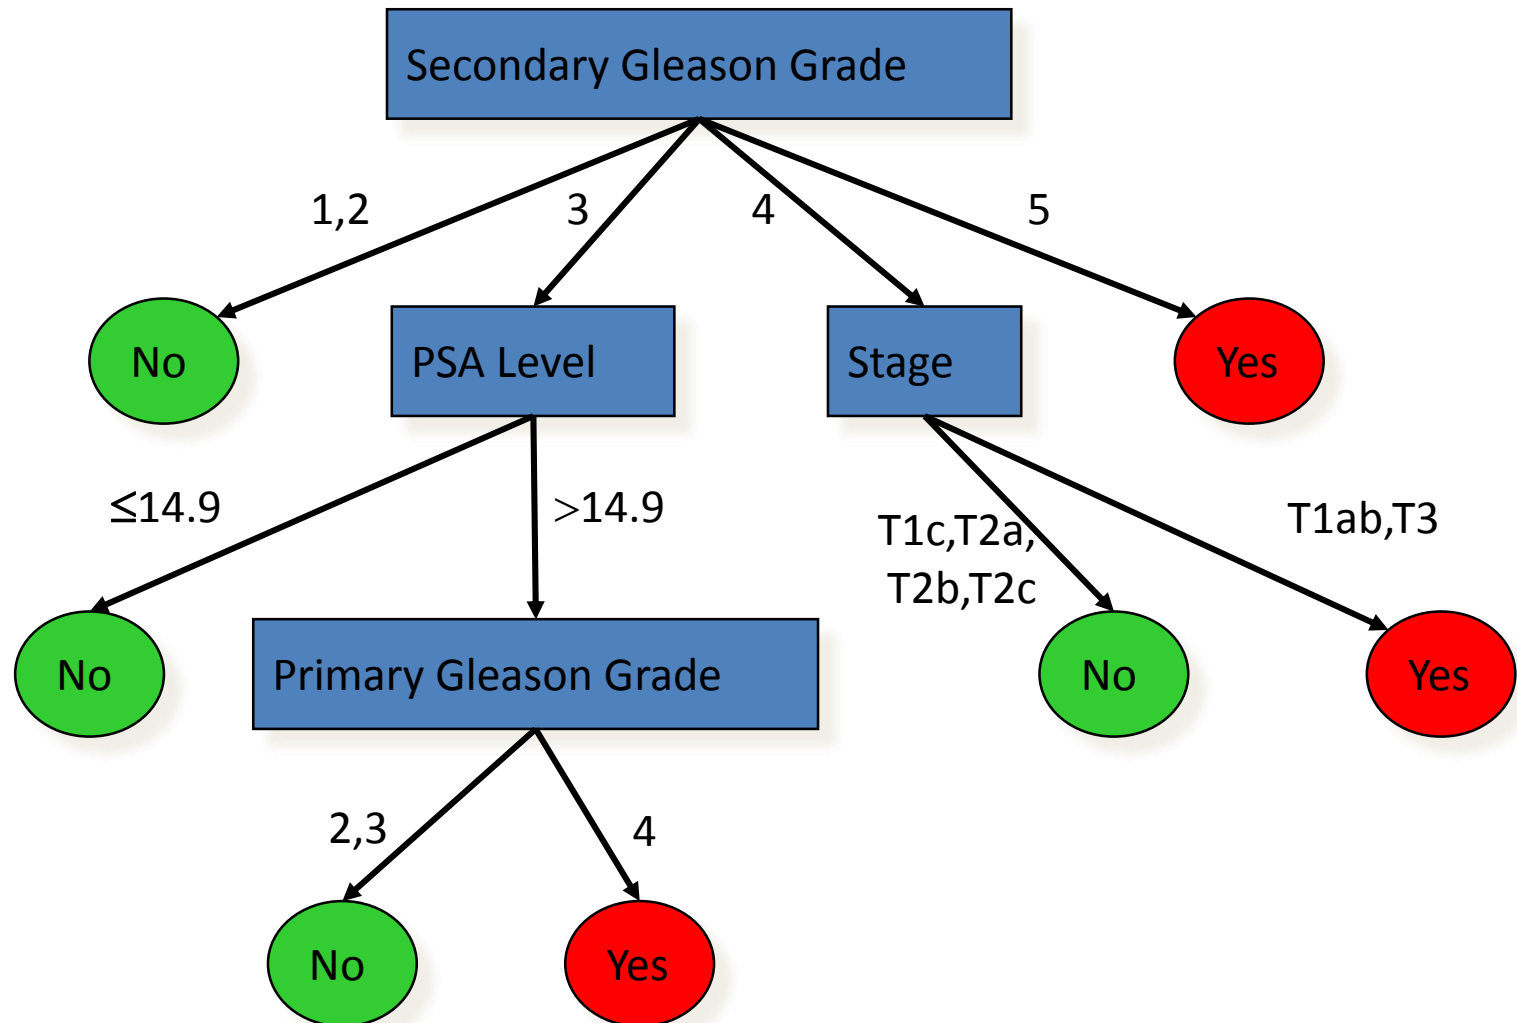 Secondary Gleason Grade
1,2
3
4
5
No
PSA Level
Stage
Yes
≤14.9
>14.9
T1c,T2a,
T2b,T2c
T1ab,T3
No
Primary Gleason Grade
No
Yes
2,3
4
No
Yes